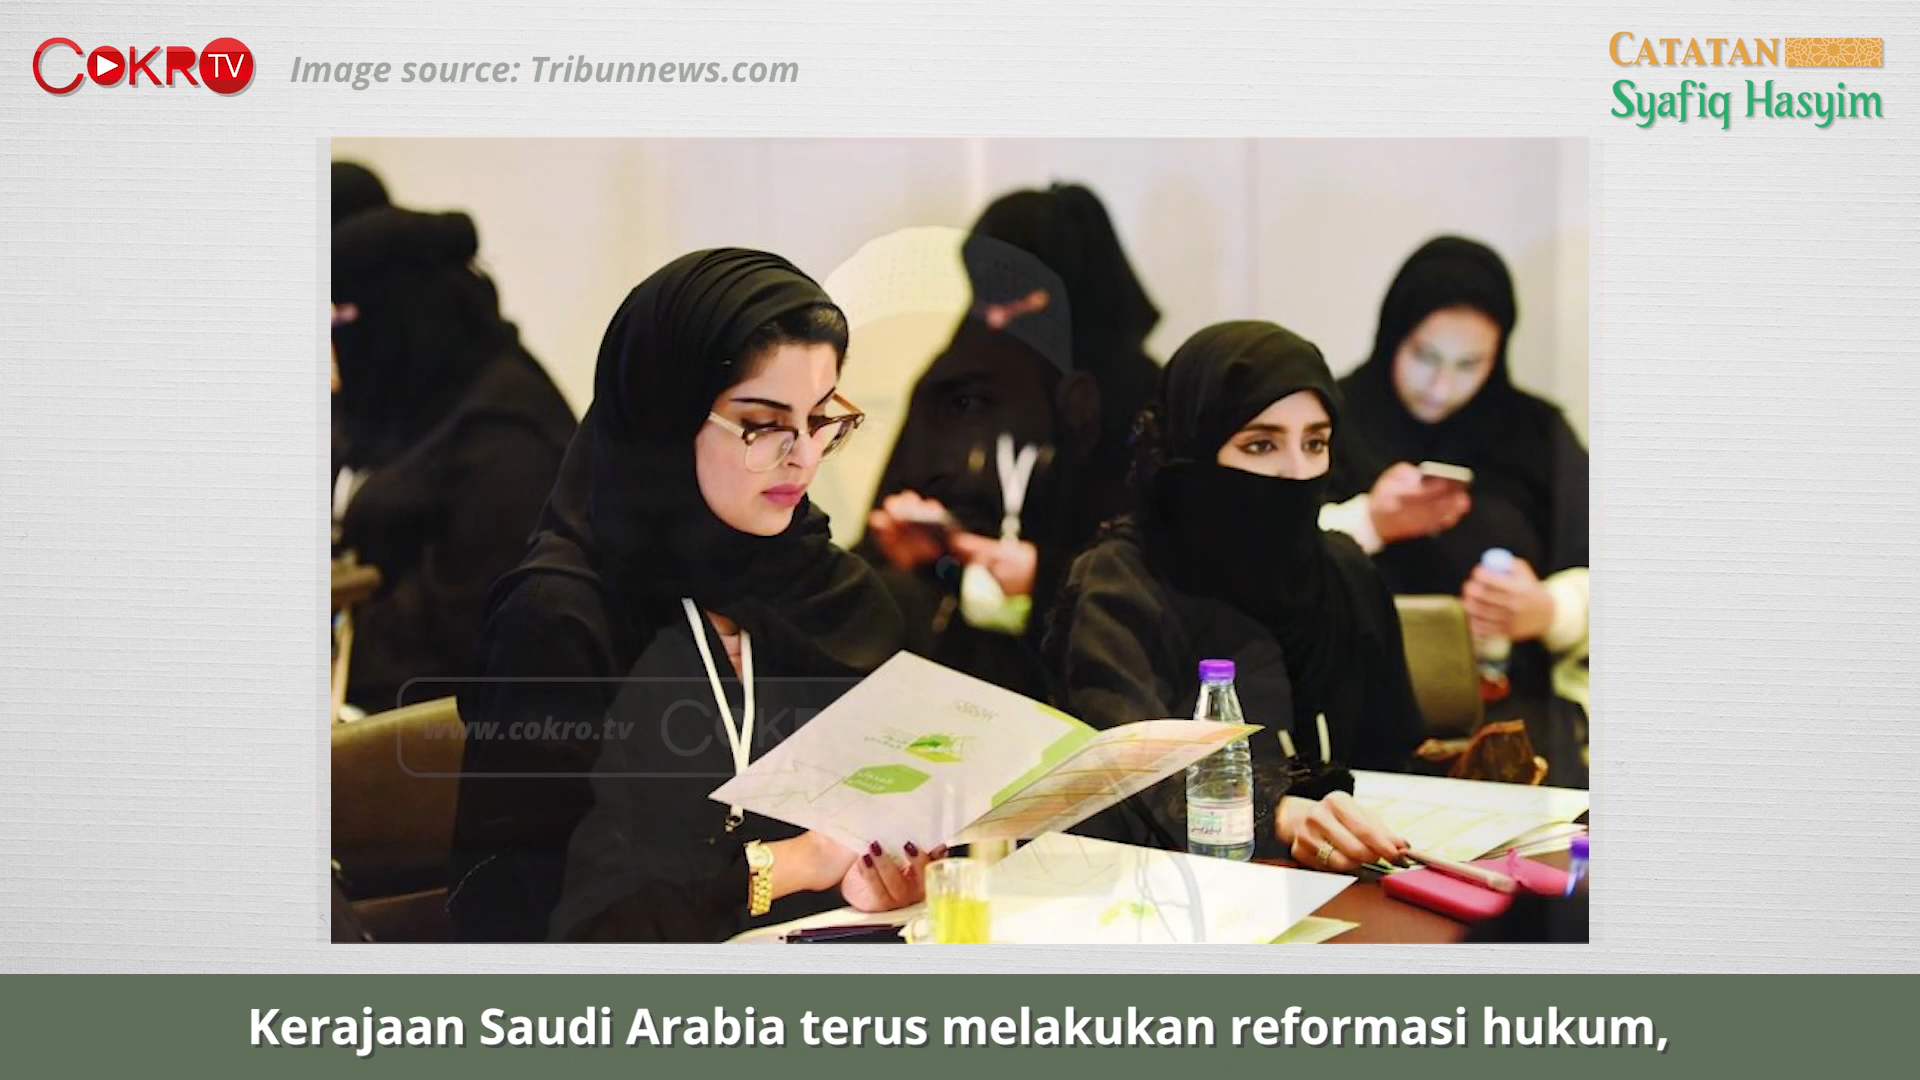 COKRO TV
Image source: Tribunnews.com
CATATAN
Syafiq Hasyim
www.cokro.tv
Kerajaan Saudi Arabia terus melakukan reformasi hukum,